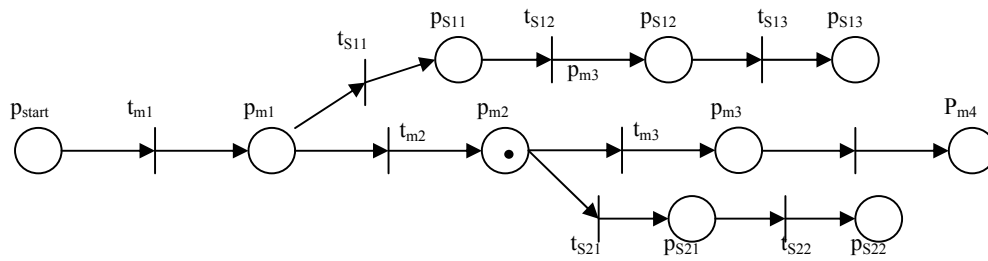 pS11 tS12 pS12 tS13 pS13
tS11
pm3
pstart tm1 pm1 pm2 pm3 Pm4
tm2 tm3
tS21 pS21 tS22 pS22